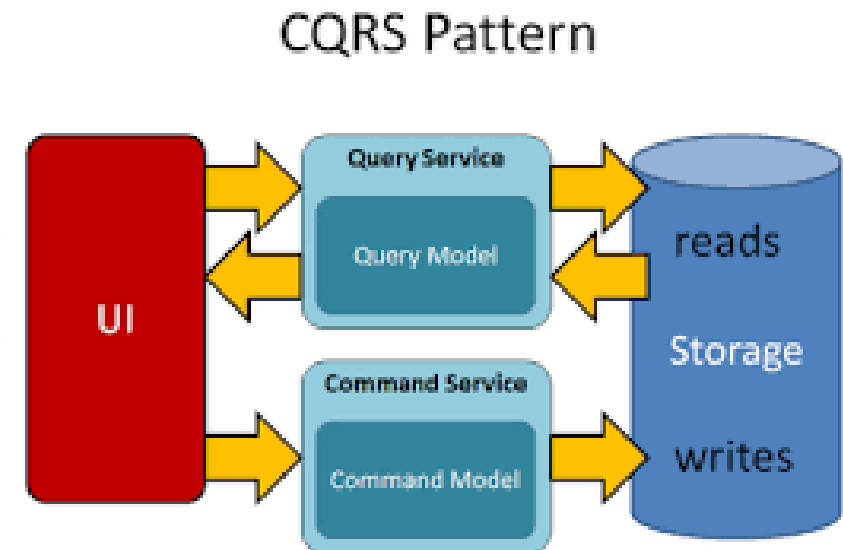 CQRS Pattern
Query Service
Query Model
reads
UI
Storage
Command Service
Command Model
writes